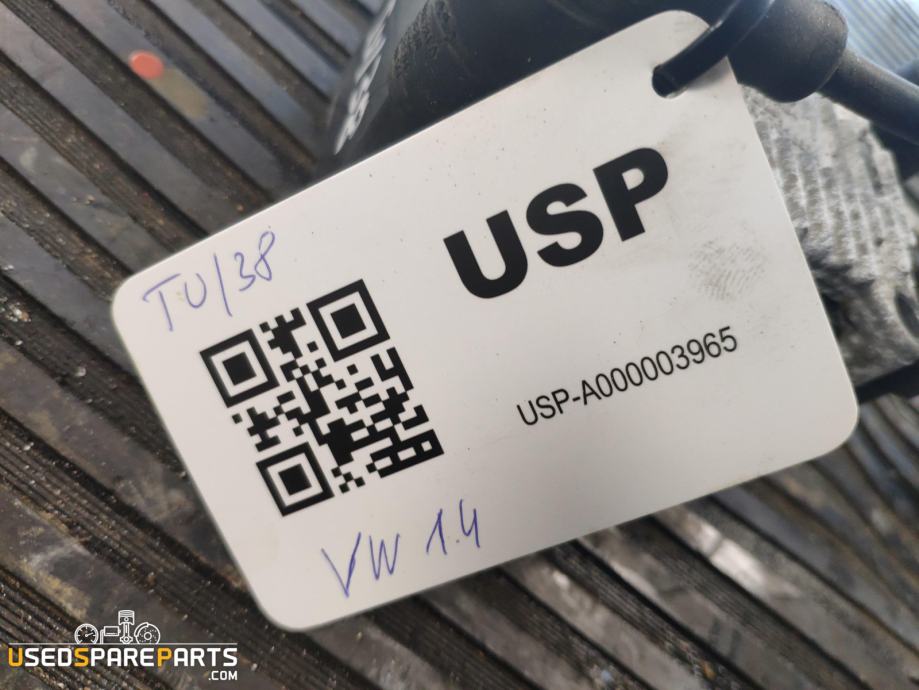 USP
TU/38
USP-A000003965
VW 1.4
USEDSPAREPARTS
.COM